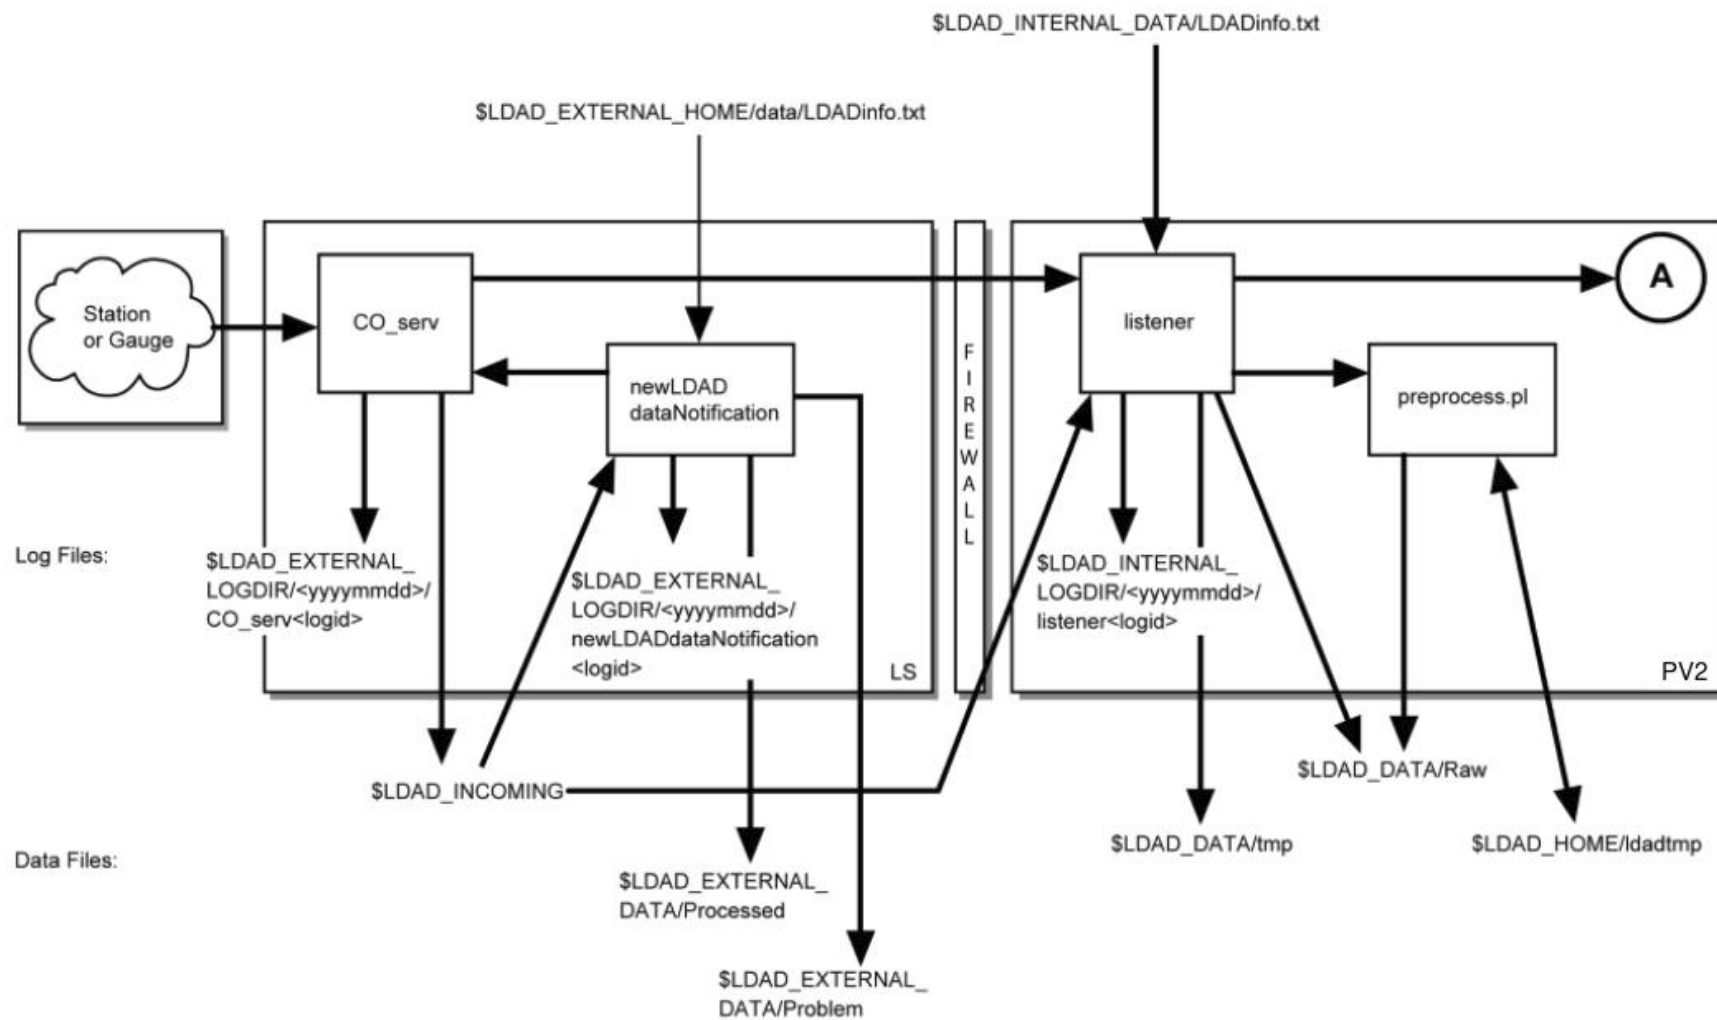 $LDAD_INTERNAL_DATA/LDADinfo.txt
$LDAD_EXTERNAL_HOME/data/LDADinfo.txt
Station
or Gauge
CO_serv
newLDAD
dataNotification
FIREWALL
listener
A
preprocess.pl
Log Files:
$LDAD_EXTERNAL_
LOGDIR/<yyyymmdd>/
CO_serv<logid>
$LDAD_EXTERNAL_
LOGDIR/<yyyymmdd>/
newLDADdataNotification
<logid>
LS
$LDAD_INTERNAL_
LOGDIR/<yyyymmdd>/
listener<logid>
PV2
$LDAD_INCOMING
$LDAD_DATA/Raw
$LDAD_DATA/tmp
$LDAD_HOME/ldadtmp
Data Files:
$LDAD_EXTERNAL_
DATA/Processed
$LDAD_EXTERNAL_
DATA/Problem